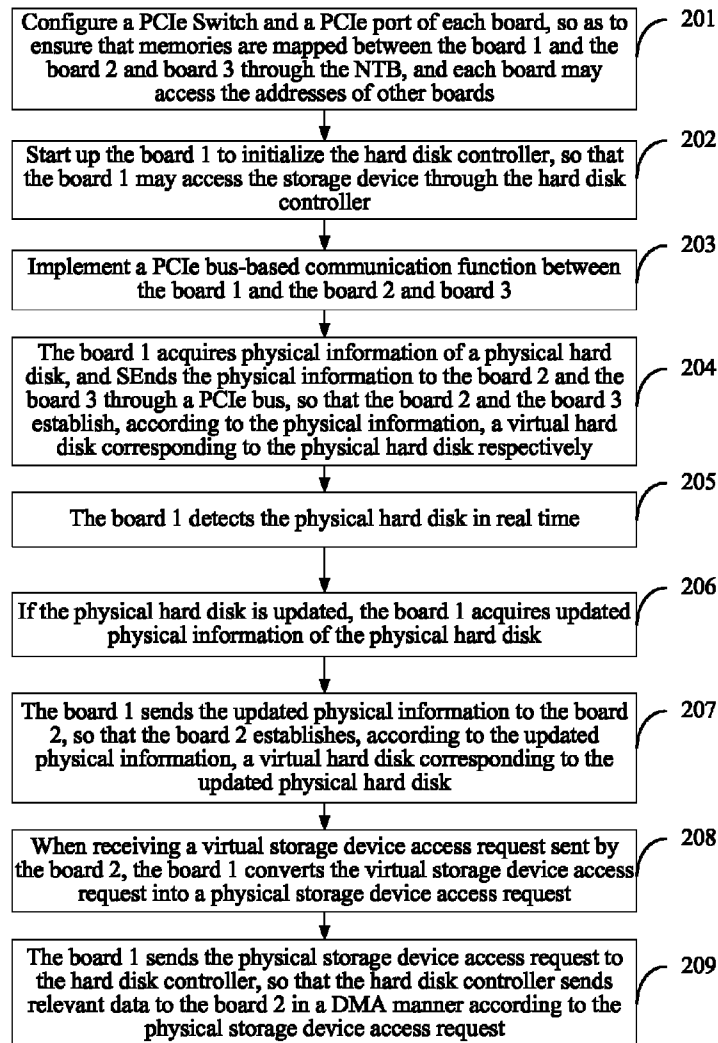 Configure a PCIe Switch and a PCIe port of each board, so as to
ensure that memories are mapped between the board 1 and the
board 2 and board 3 through the NTB, and each board may
access the addresses of other boards
201
Start up the board 1 to initialize the hard disk controller, so that
the board 1 may access the storage device through the hard disk
controller
202
Implement a PCIe bus-based communication function between
the board 1 and the board 2 and board 3
203
The board 1 acquires physical information of a physical hard
disk, and SEnds the physical information to the board 2 and the
board 3 through a PCIe bus, so that the board 2 and the board 3
establish, according to the physical information, a virtual hard
disk corresponding to the physical hard disk respectively
204
The board 1 detects the physical hard disk in real time
205
If the physical hard disk is updated, the board 1 acquires updated
physical information of the physical hard disk
206
The board 1 sends the updated physical information to the board
2, so that the board 2 establishes, according to the updated
physical information, a virtual hard disk corresponding to the
updated physical hard disk
207
When receiving a virtual storage device access request sent by
the board 2, the board 1 converts the virtual storage device access
request into a physical storage device access request
208
The board 1 sends the physical storage device access request to
the hard disk controller, so that the hard disk controller sends
relevant data to the board 2 in a DMA manner according to the
physical storage device access request
209